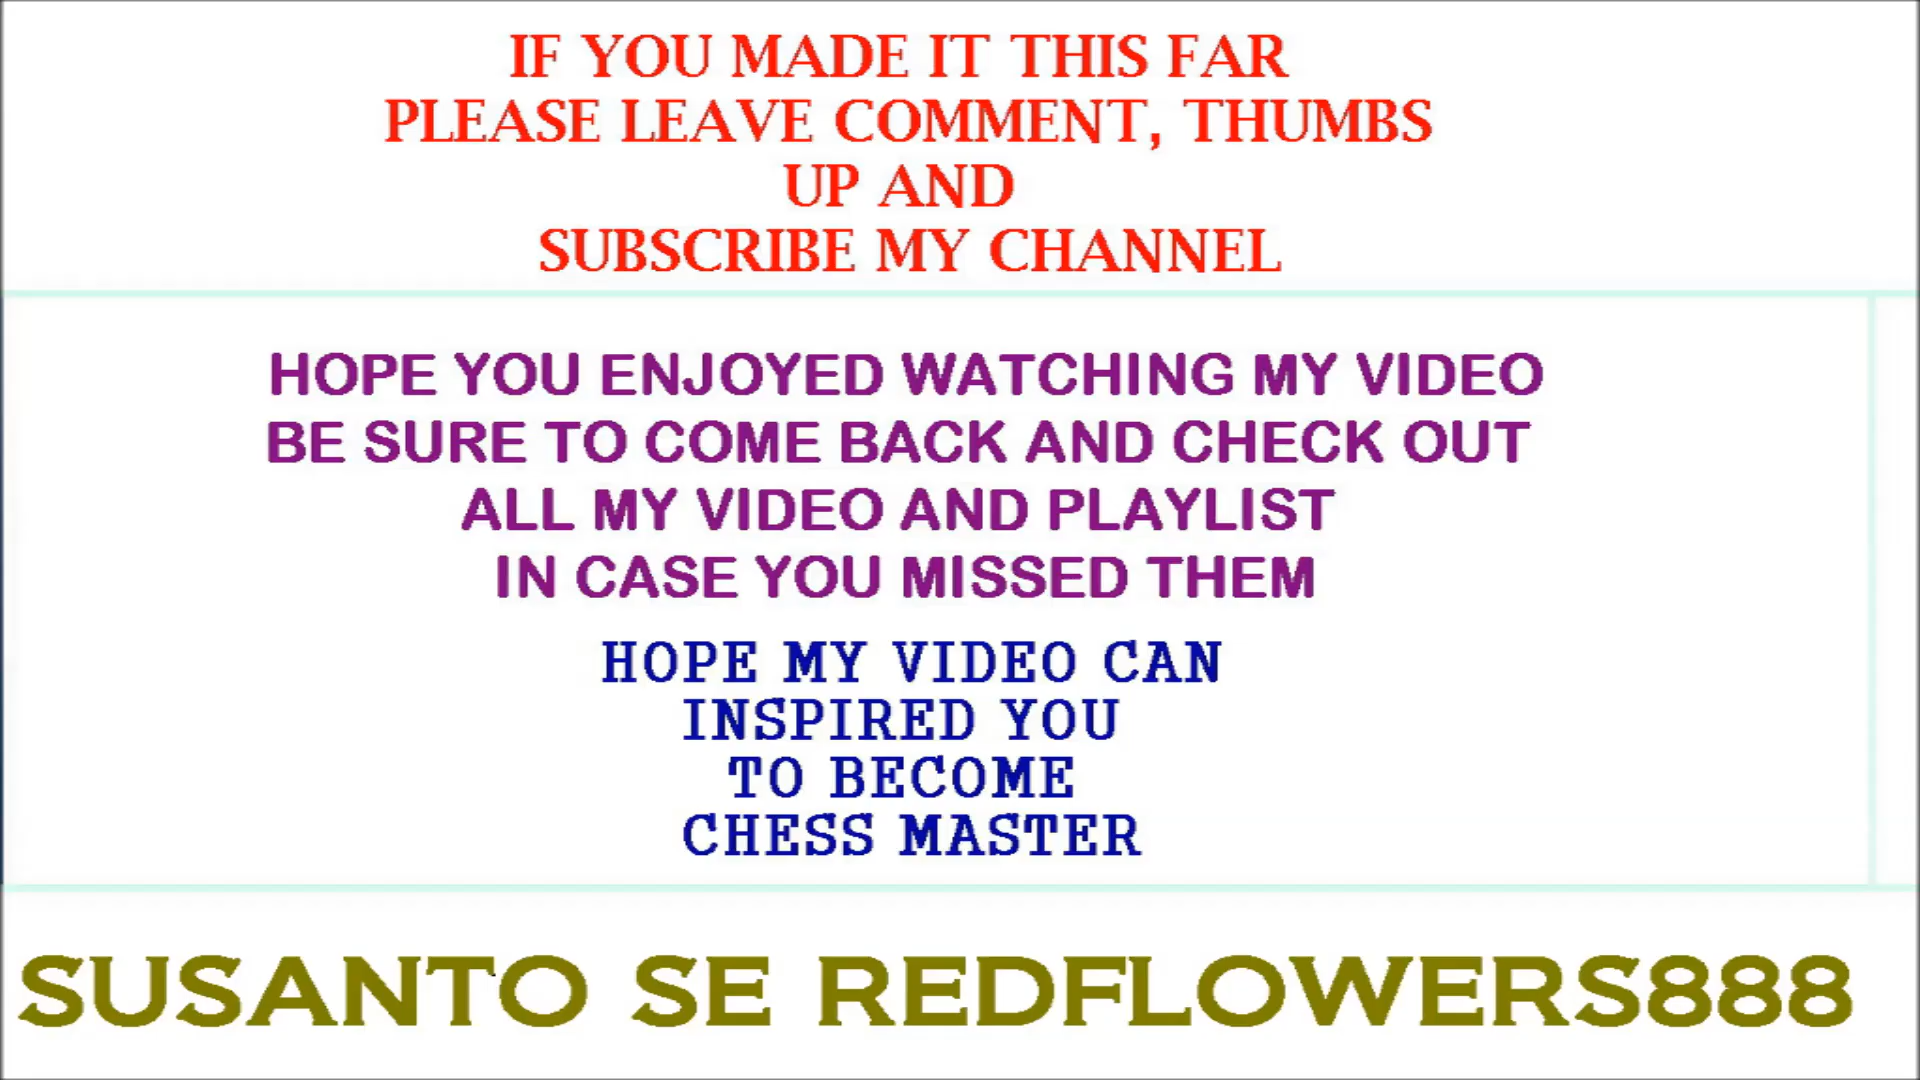 IF YOU MADE IT THIS FAR
PLEASE LEAVE COMMENT, THUMBS
UP AND
SUBSCRIBE MY CHANNEL
HOPE YOU ENJOYED WATCHING MY VIDEO
BE SURE TO COME BACK AND CHECK OUT
ALL MY VIDEO AND PLAYLIST
IN CASE YOU MISSED THEM
HOPE MY VIDEO CAN
INSPIRED YOU
TO BECOME
CHESS MASTER
SUSANTO SE REDFLOWERS888